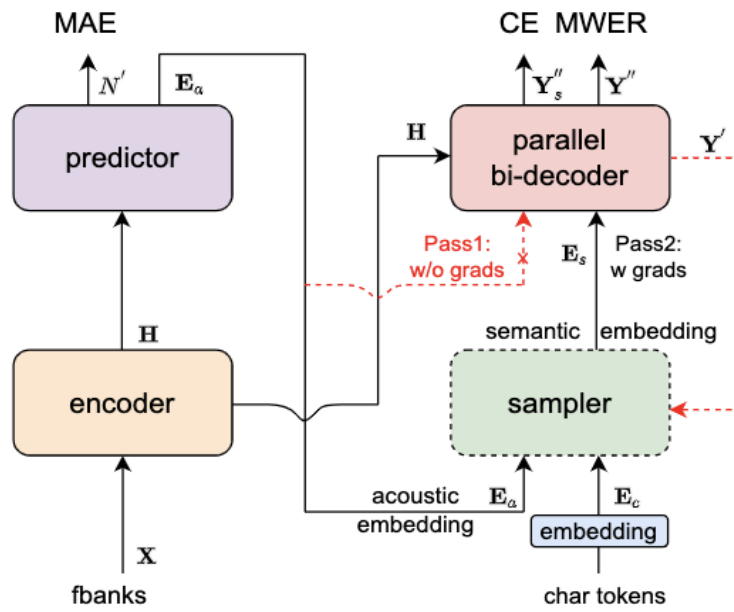 MAE
CE MWER
N′
E_a
Y_s″
Y″
predictor
H
parallel
bi-decoder
Y′
Pass1:
w/o grads
E_s
Pass2:
w grads
H
semantic
embedding
encoder
sampler
acoustic
embedding
E_a
E_c
embedding
X
fbanks
char tokens